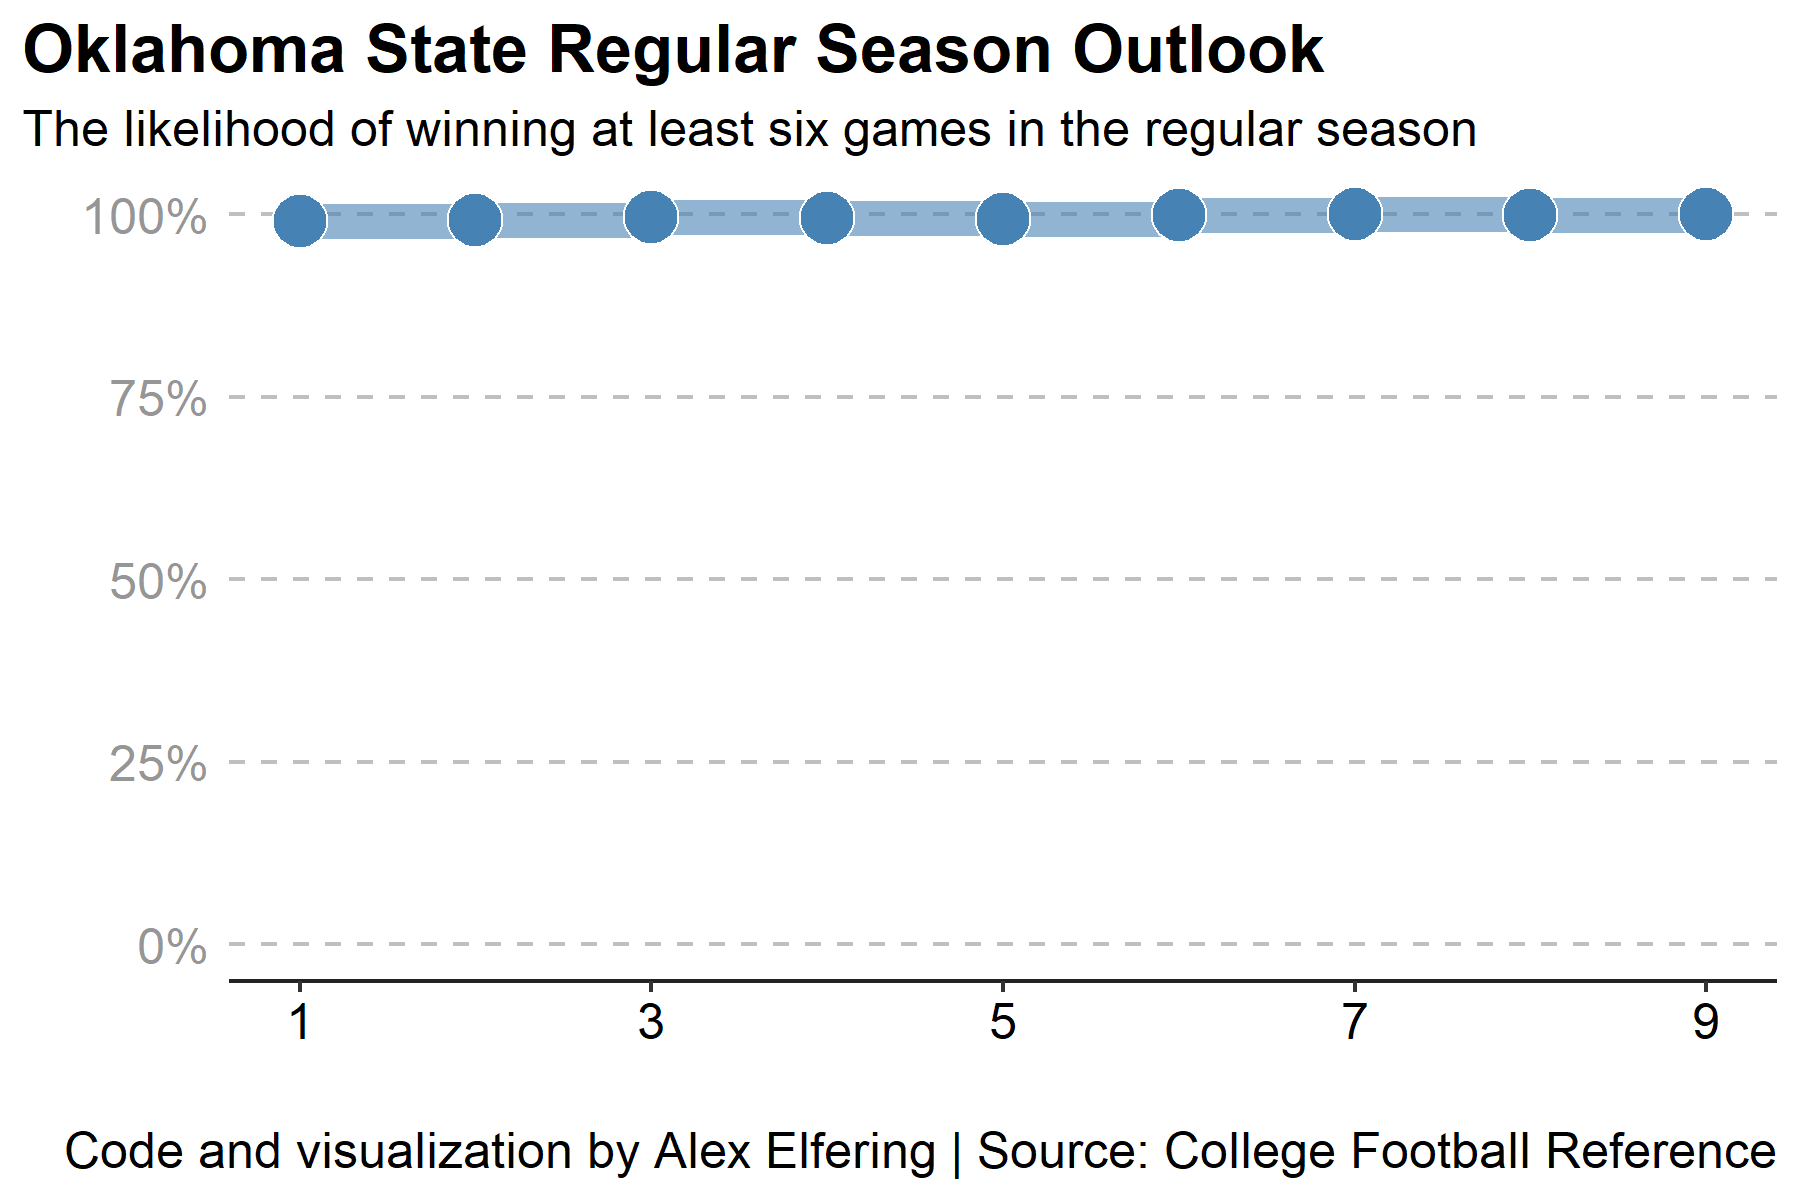 Oklahoma State Regular Season Outlook
The likelihood of winning at least six games in the regular season
100%
75%
50%
25%
0%
1 3 5 7 9
Code and visualization by Alex Elfering | Source: College Football Reference